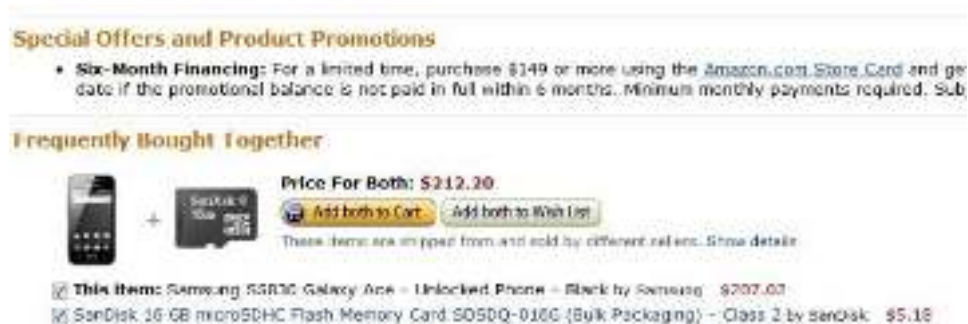 Special Offers and Product Promotions
• Six-Month Financing: For a limited time, purchase $149 or more using the Amazon.com Store Card and get
date if the promotional balance is not paid in full within 6 months. Minimum monthly payments required. Sub
Frequently Bought Together
Price For Both: $212.20
+
SanDisk
Add both to Cart
Add both to Wish List
These items are shipped from and sold by different sellers. Show details
This item: Samsung S5830 Galaxy Ace - Unlocked Phone - Black by Samsung $207.02
SanDisk 16 GB microSDHC Flash Memory Card SDSDQ-016G (Bulk Packaging) - Class 2 by SanDisk $5.18